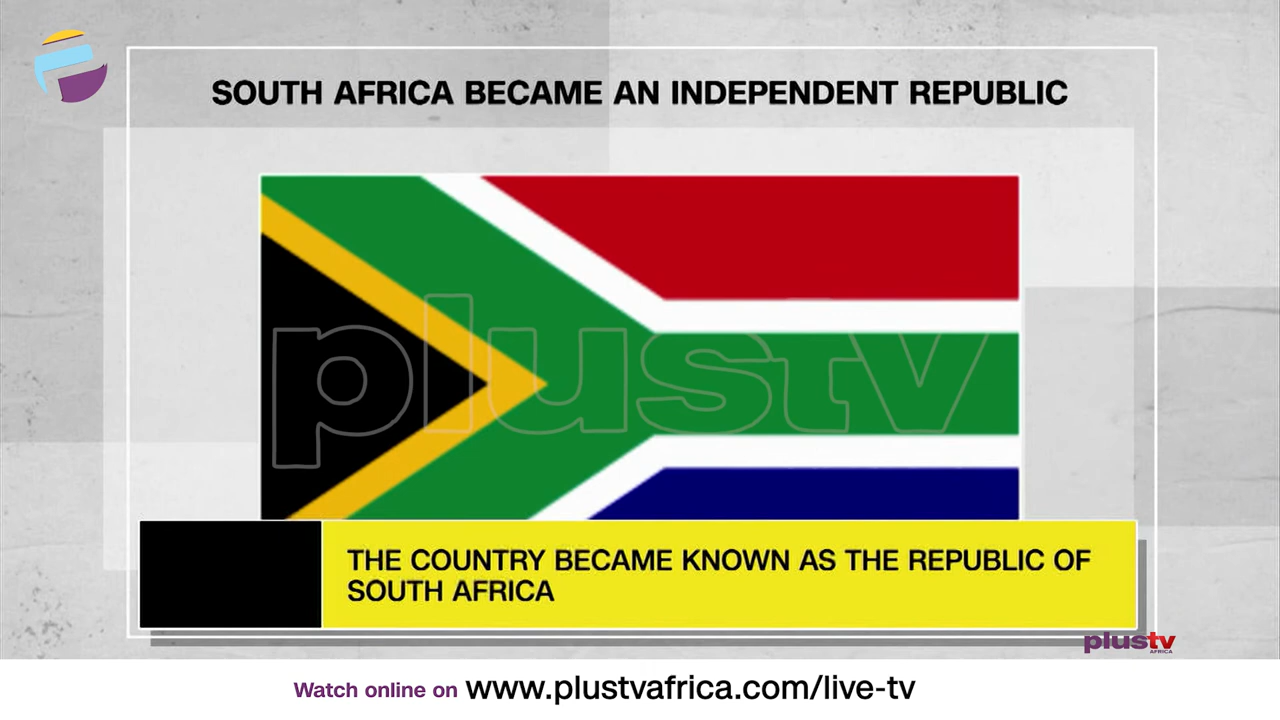 SOUTH AFRICA BECAME AN INDEPENDENT REPUBLIC
plustv
THE COUNTRY BECAME KNOWN AS THE REPUBLIC OF
SOUTH AFRICA
plustv
AFRICA
Watch online on www.plustvafrica.com/live-tv